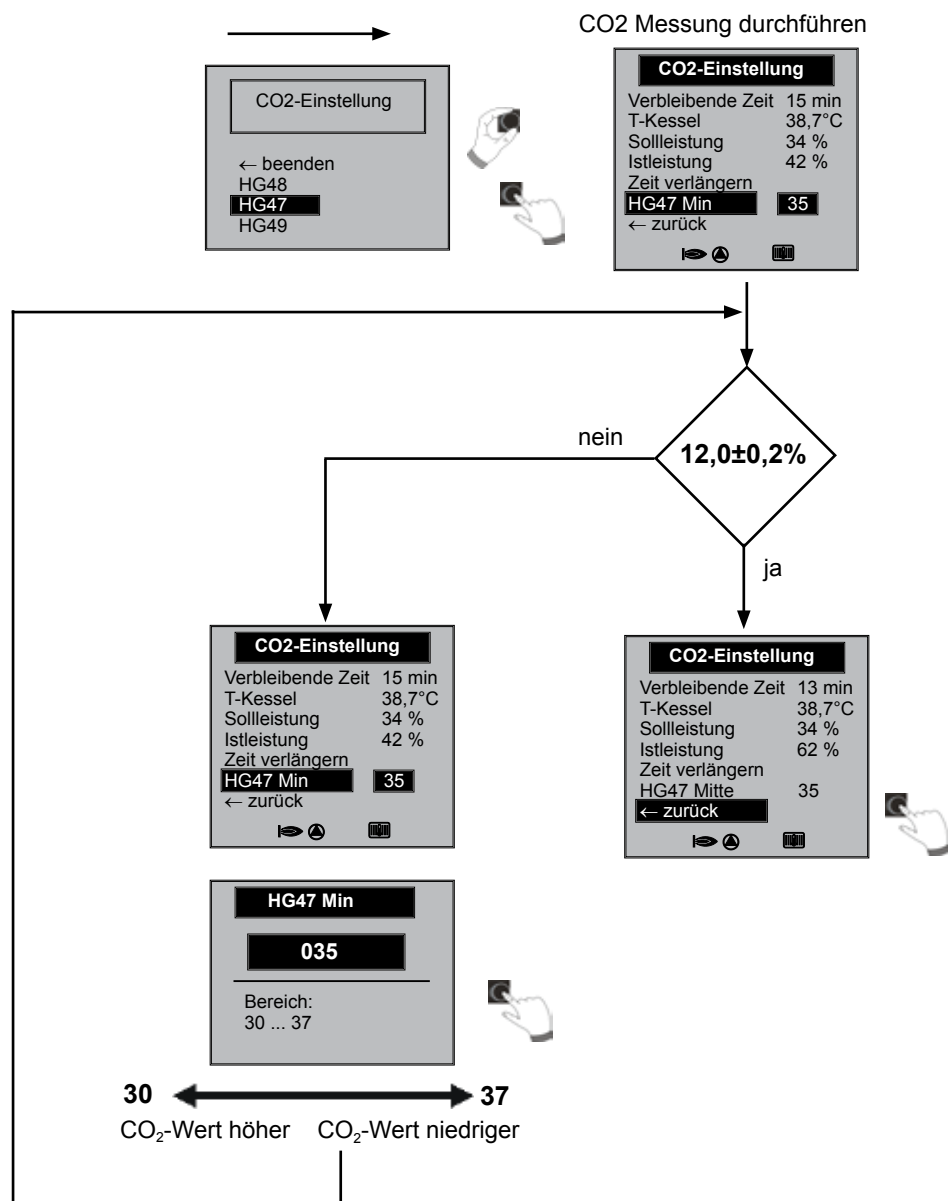 CO2 Messung durchführen
CO2-Einstellung
← beenden
HG48
HG47
HG49
CO2-Einstellung
Verbleibende Zeit 15 min
T-Kessel 38,7°C
Sollleistung 34 %
Istleistung 42 %
Zeit verlängern
HG47 Min 35
← zurück
12,0±0,2%
nein
ja
CO2-Einstellung
Verbleibende Zeit 15 min
T-Kessel 38,7°C
Sollleistung 34 %
Istleistung 42 %
Zeit verlängern
HG47 Min 35
← zurück
CO2-Einstellung
Verbleibende Zeit 13 min
T-Kessel 38,7°C
Sollleistung 34 %
Istleistung 62 %
Zeit verlängern
HG47 Mitte 35
← zurück
HG47 Min
035
Bereich:
30 ... 37
30 37
CO₂-Wert höher CO₂-Wert niedriger